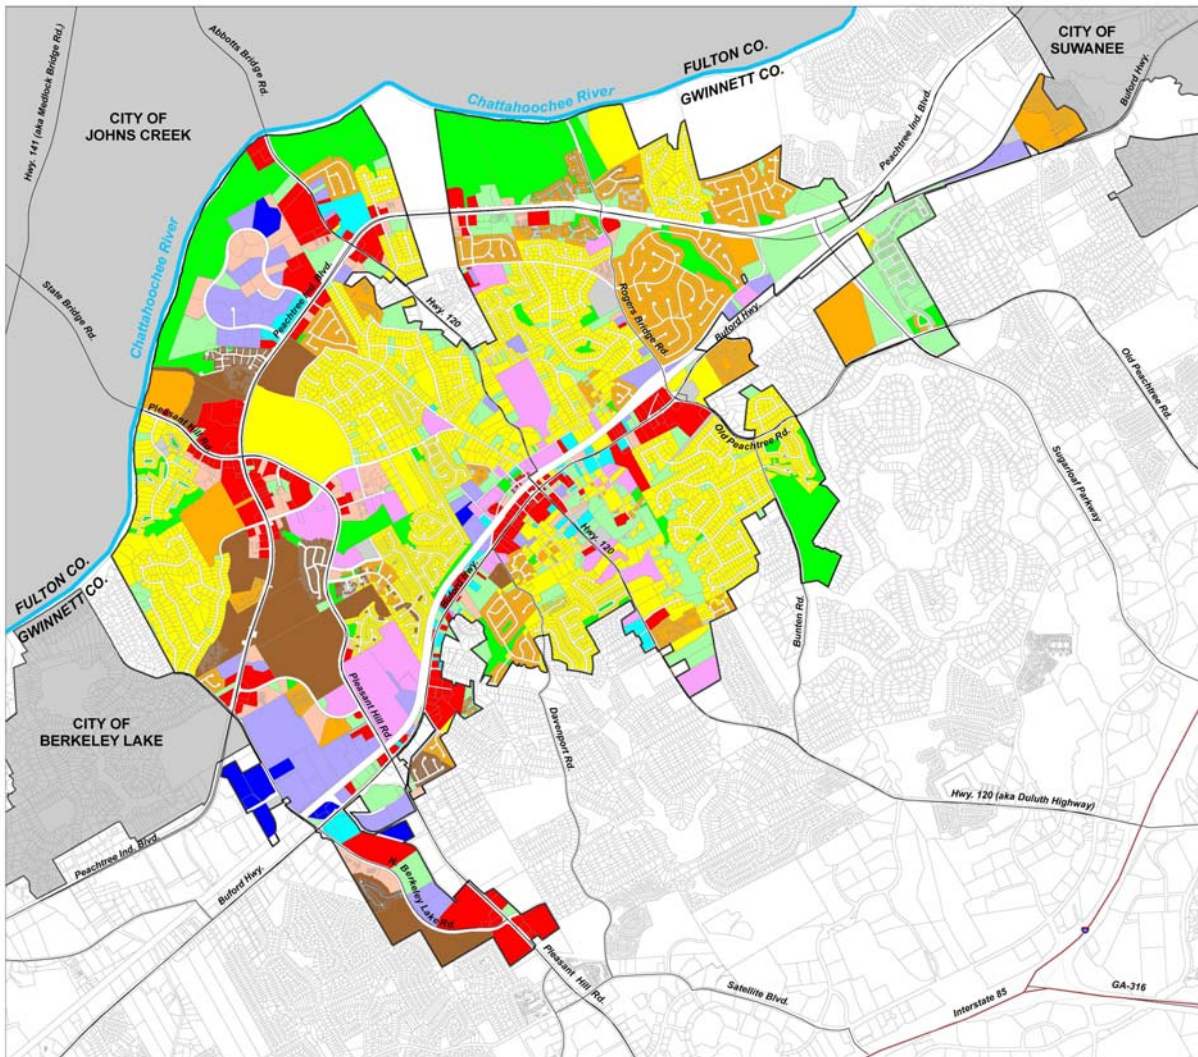 Hwy. 141 (aka Medlock Bridge Rd.)
Abbotts Bridge Rd.
CITY OF
SUWANEE
FULTON CO.
GWINNETT CO.
Buford Hwy.
Chattahoochee River
CITY OF
JOHNS CREEK
Peachtree Ind. Blvd.
Chattahoochee River
State Bridge Rd.
Peachtree Ind. Blvd.
Hwy. 120
Rogers Bridge Rd.
Buford Hwy.
Old Peachtree Rd.
Pleasant Hill Rd.
Old Peachtree Rd.
Sugarloaf Parkway
Hwy. 120
FULTON CO.
GWINNETT CO.
Bunten Rd.
Pleasant Hill Rd.
Davenport Rd.
CITY OF
BERKELEY LAKE
Hwy. 120 (aka Duluth Highway)
Peachtree Ind. Blvd.
Buford Hwy.
Berkeley Lake Rd.
Pleasant Hill Rd.
Satellite Blvd.
Interstate 85
GA-316